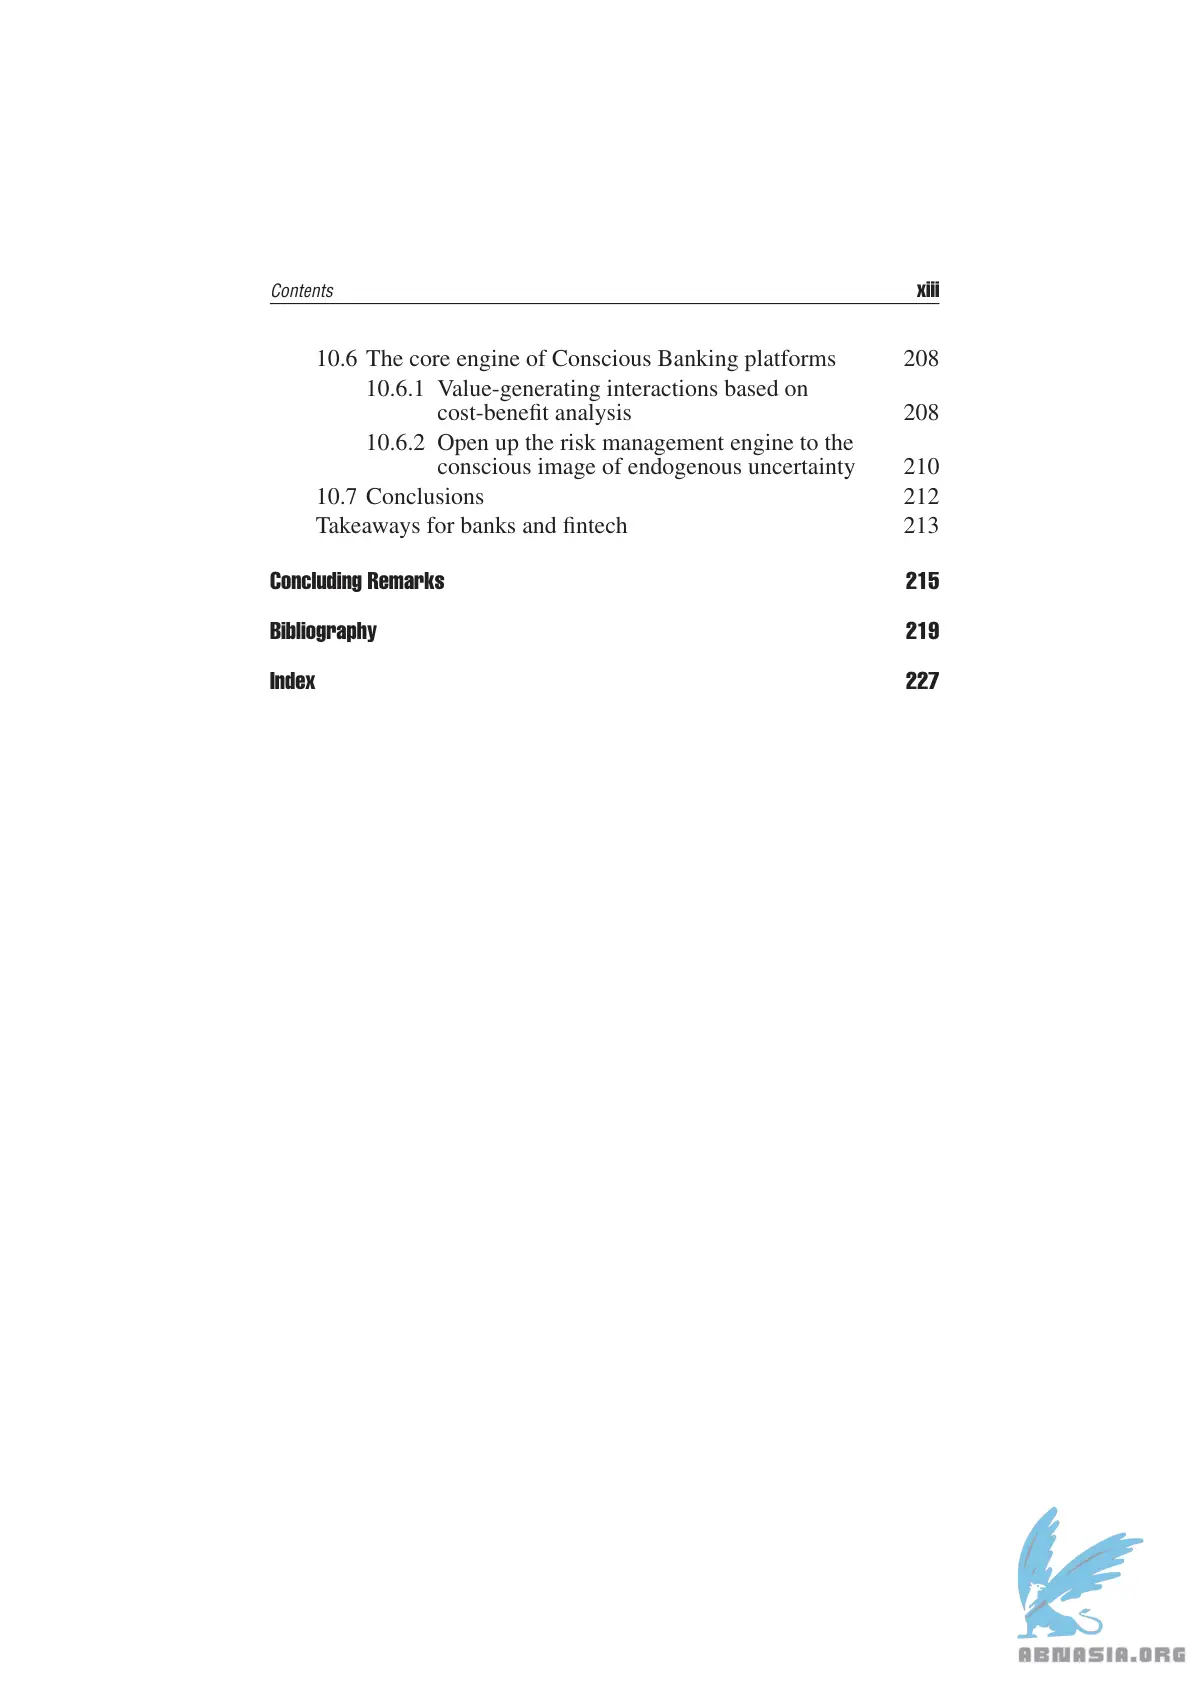 Contents xiii
10.6 The core engine of Conscious Banking platforms 208
10.6.1 Value-generating interactions based on
cost-benefit analysis 208
10.6.2 Open up the risk management engine to the
conscious image of endogenous uncertainty 210
10.7 Conclusions 212
Takeaways for banks and fintech 213
Concluding Remarks 215
Bibliography 219
Index 227
ABNASIA.ORG